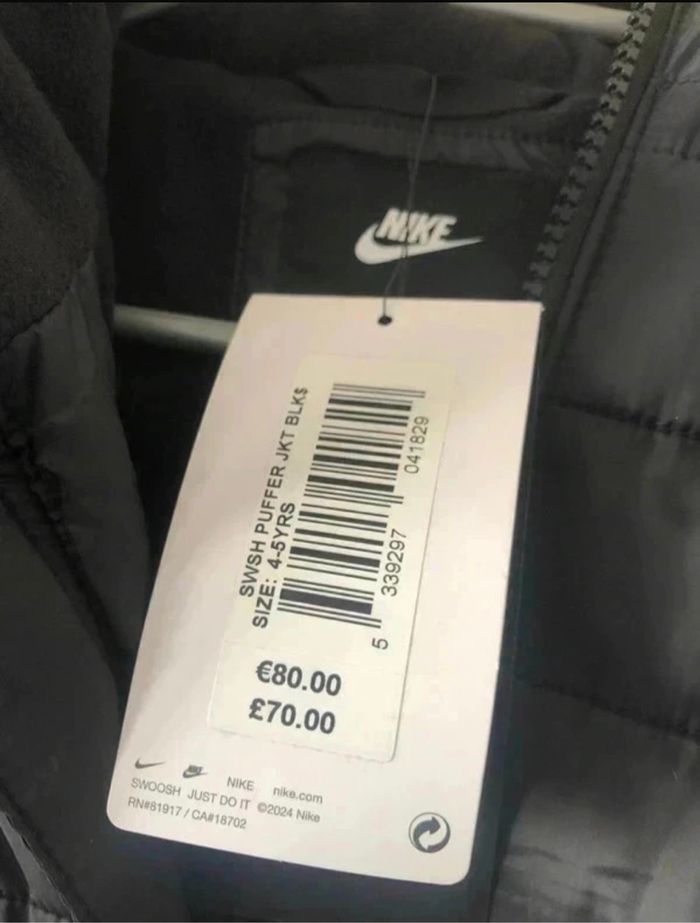 NIKE
SWSH PUFFER JKT BLK$
SIZE: 4-5YRS
5 339297 041829
€80.00
£70.00
NIKE nike.com
SWOOSH JUST DO IT ©2024 Nike
RN#81917 / CA#18702